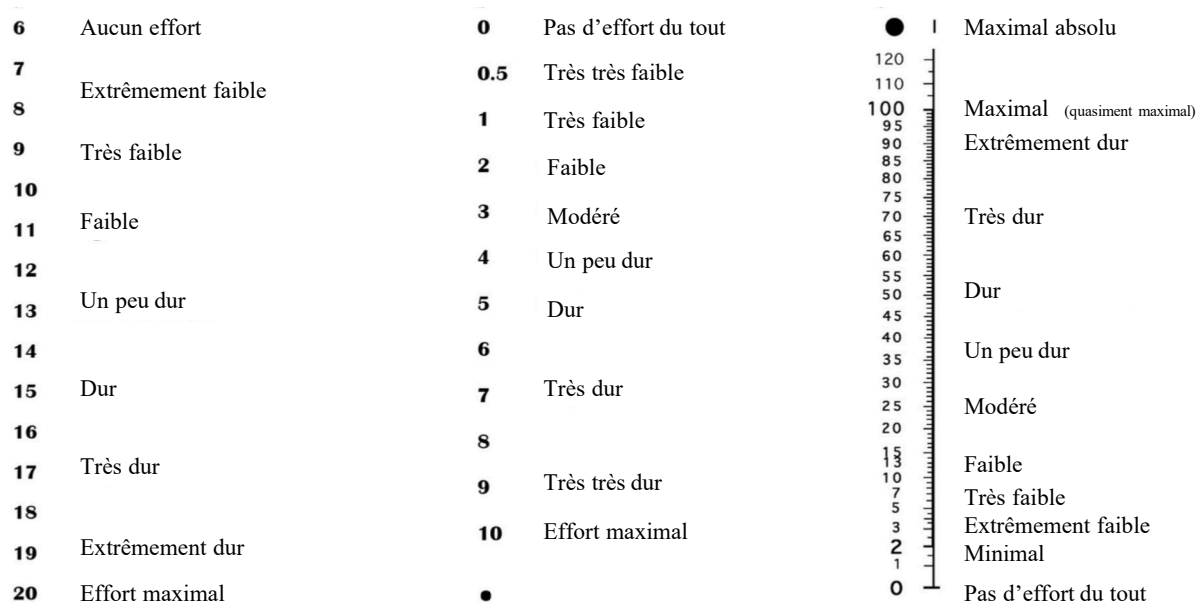 6 Aucun effort
7
Extrêmement faible
8
9 Très faible
10
11 Faible
12
13 Un peu dur
14
15 Dur
16
17 Très dur
18
19 Extrêmement dur
20 Effort maximal
0 Pas d’effort du tout
0.5 Très très faible
1 Très faible
2 Faible
3 Modéré
4 Un peu dur
5 Dur
6
7 Très dur
8
9 Très très dur
10 Effort maximal
●
● Maximal absolu
120
110
100 Maximal (quasiment maximal)
95
90 Extrêmement dur
85
80
75
70 Très dur
65
60
55
50 Dur
45
40
35 Un peu dur
30
25 Modéré
20
15
13 Faible
10
7 Très faible
5
3 Extrêmement faible
2 Minimal
1
0 Pas d’effort du tout